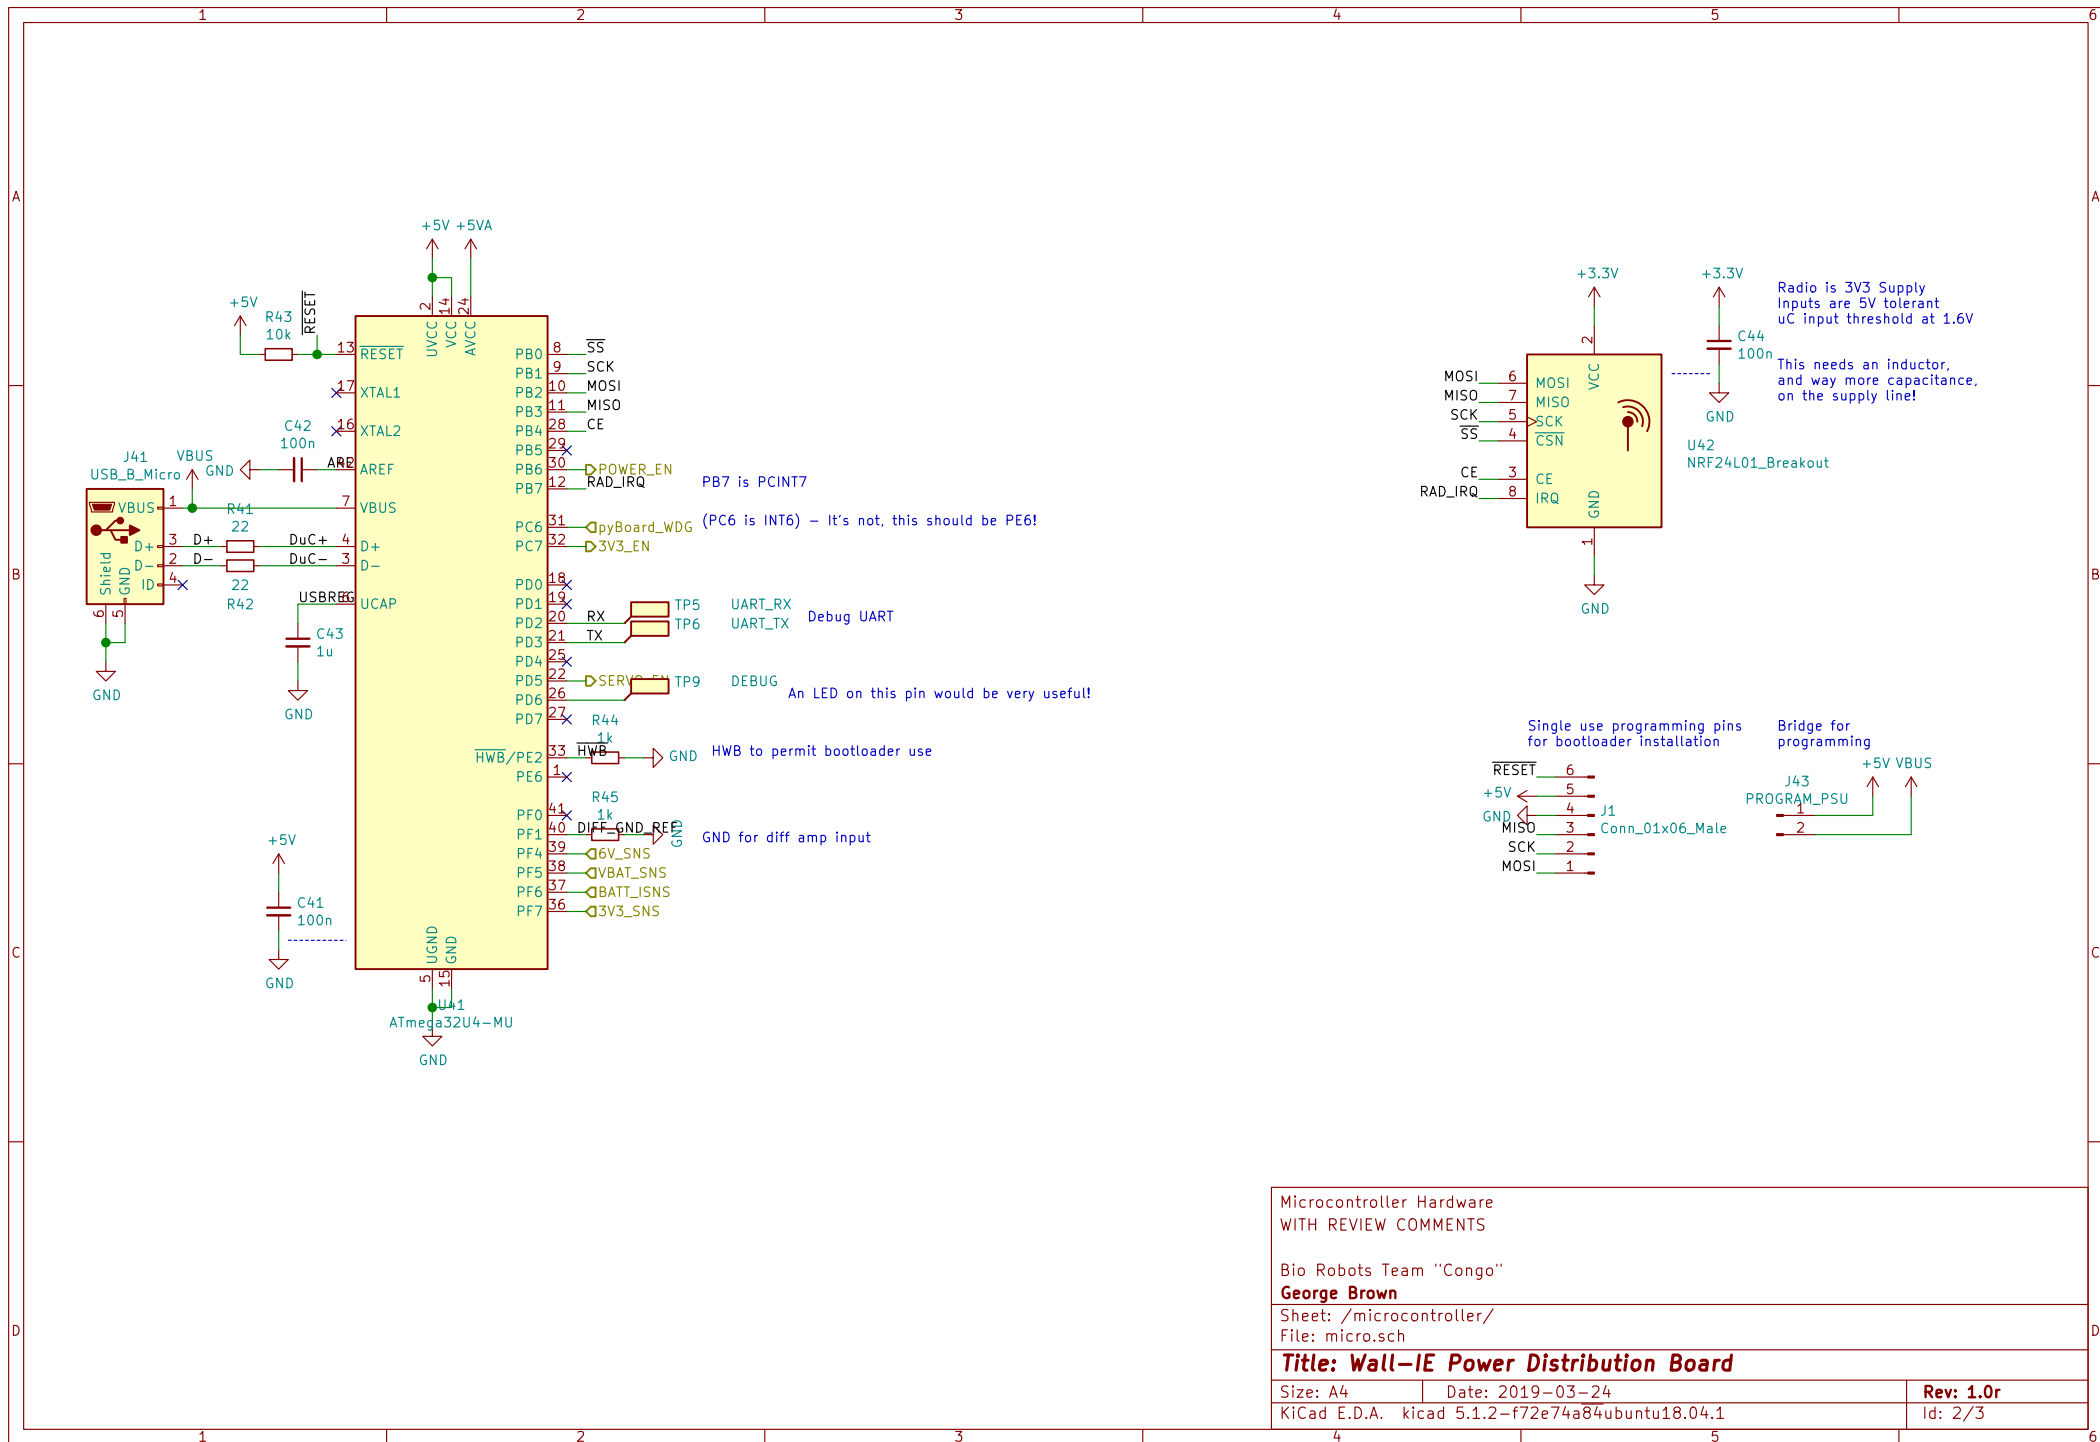 1 2 3 4 5 6
A A
B B
C C
D D
1 2 3 4 5 6
+5V +5VA
+5V
R43
10k
RESET
C42
100n
GND
AREF
J41
USB_B_Micro
VBUS
VBUS 1
D+ 3
D- 2
ID 4
Shield 6
GND 5
GND
D+
D-
R41
22
22
R42
DuC+
DuC-
USBREG
C43
1u
GND
+5V
C41
100n
GND
2 UVCC
14 VCC
24 AVCC
13 RESET
17 XTAL1
16 XTAL2
42 AREF
7 VBUS
4 D+
3 D-
6 UCAP
5 UGND
15 GND
U41
ATmega32U4-MU
GND
PB0 8 SS
PB1 9 SCK
PB2 10 MOSI
PB3 11 MISO
PB4 28 CE
PB5 29
PB6 30 POWER_EN
PB7 12 RAD_IRQ
PB7 is PCINT7
PC6 31 pyBoard_WDG
(PC6 is INT6) - It's not, this should be PE6!
PC7 32 3V3_EN
PD0 18
PD1 19
PD2 20 RX TP5 UART_RX
PD3 21 TX TP6 UART_TX
Debug UART
PD4 25
PD5 22 SERVO_EN
PD6 26 TP9 DEBUG
An LED on this pin would be very useful!
PD7 27
R44
1k
HWB/PE2 33 HWB GND
HWB to permit bootloader use
PE6 1
R45
1k
PF0 41
PF1 40 DIFF_GND_REF GND
GND for diff amp input
PF4 39 6V_SNS
PF5 38 VBAT_SNS
PF6 37 BATT_ISNS
PF7 36 3V3_SNS
+3.3V
+3.3V
C44
100n
GND
Radio is 3V3 Supply
Inputs are 5V tolerant
uC input threshold at 1.6V
This needs an inductor,
and way more capacitance,
on the supply line!
2 VCC
MOSI 6 MOSI
MISO 7 MISO
SCK 5 SCK
SS 4 CSN
CE 3 CE
RAD_IRQ 8 IRQ
GND 1
GND
U42
NRF24L01_Breakout
Single use programming pins
for bootloader installation
RESET 6
+5V 5
GND 4
MISO 3
SCK 2
MOSI 1
J1
Conn_01x06_Male
Bridge for
programming
+5V VBUS
J43
PROGRAM_PSU
1
2
Microcontroller Hardware
WITH REVIEW COMMENTS
Bio Robots Team "Congo"
George Brown
Sheet: /microcontroller/
File: micro.sch
Title: Wall-IE Power Distribution Board
Size: A4 Date: 2019-03-24 Rev: 1.0r
KiCad E.D.A. kicad 5.1.2-f72e74a84ubuntu18.04.1 Id: 2/3